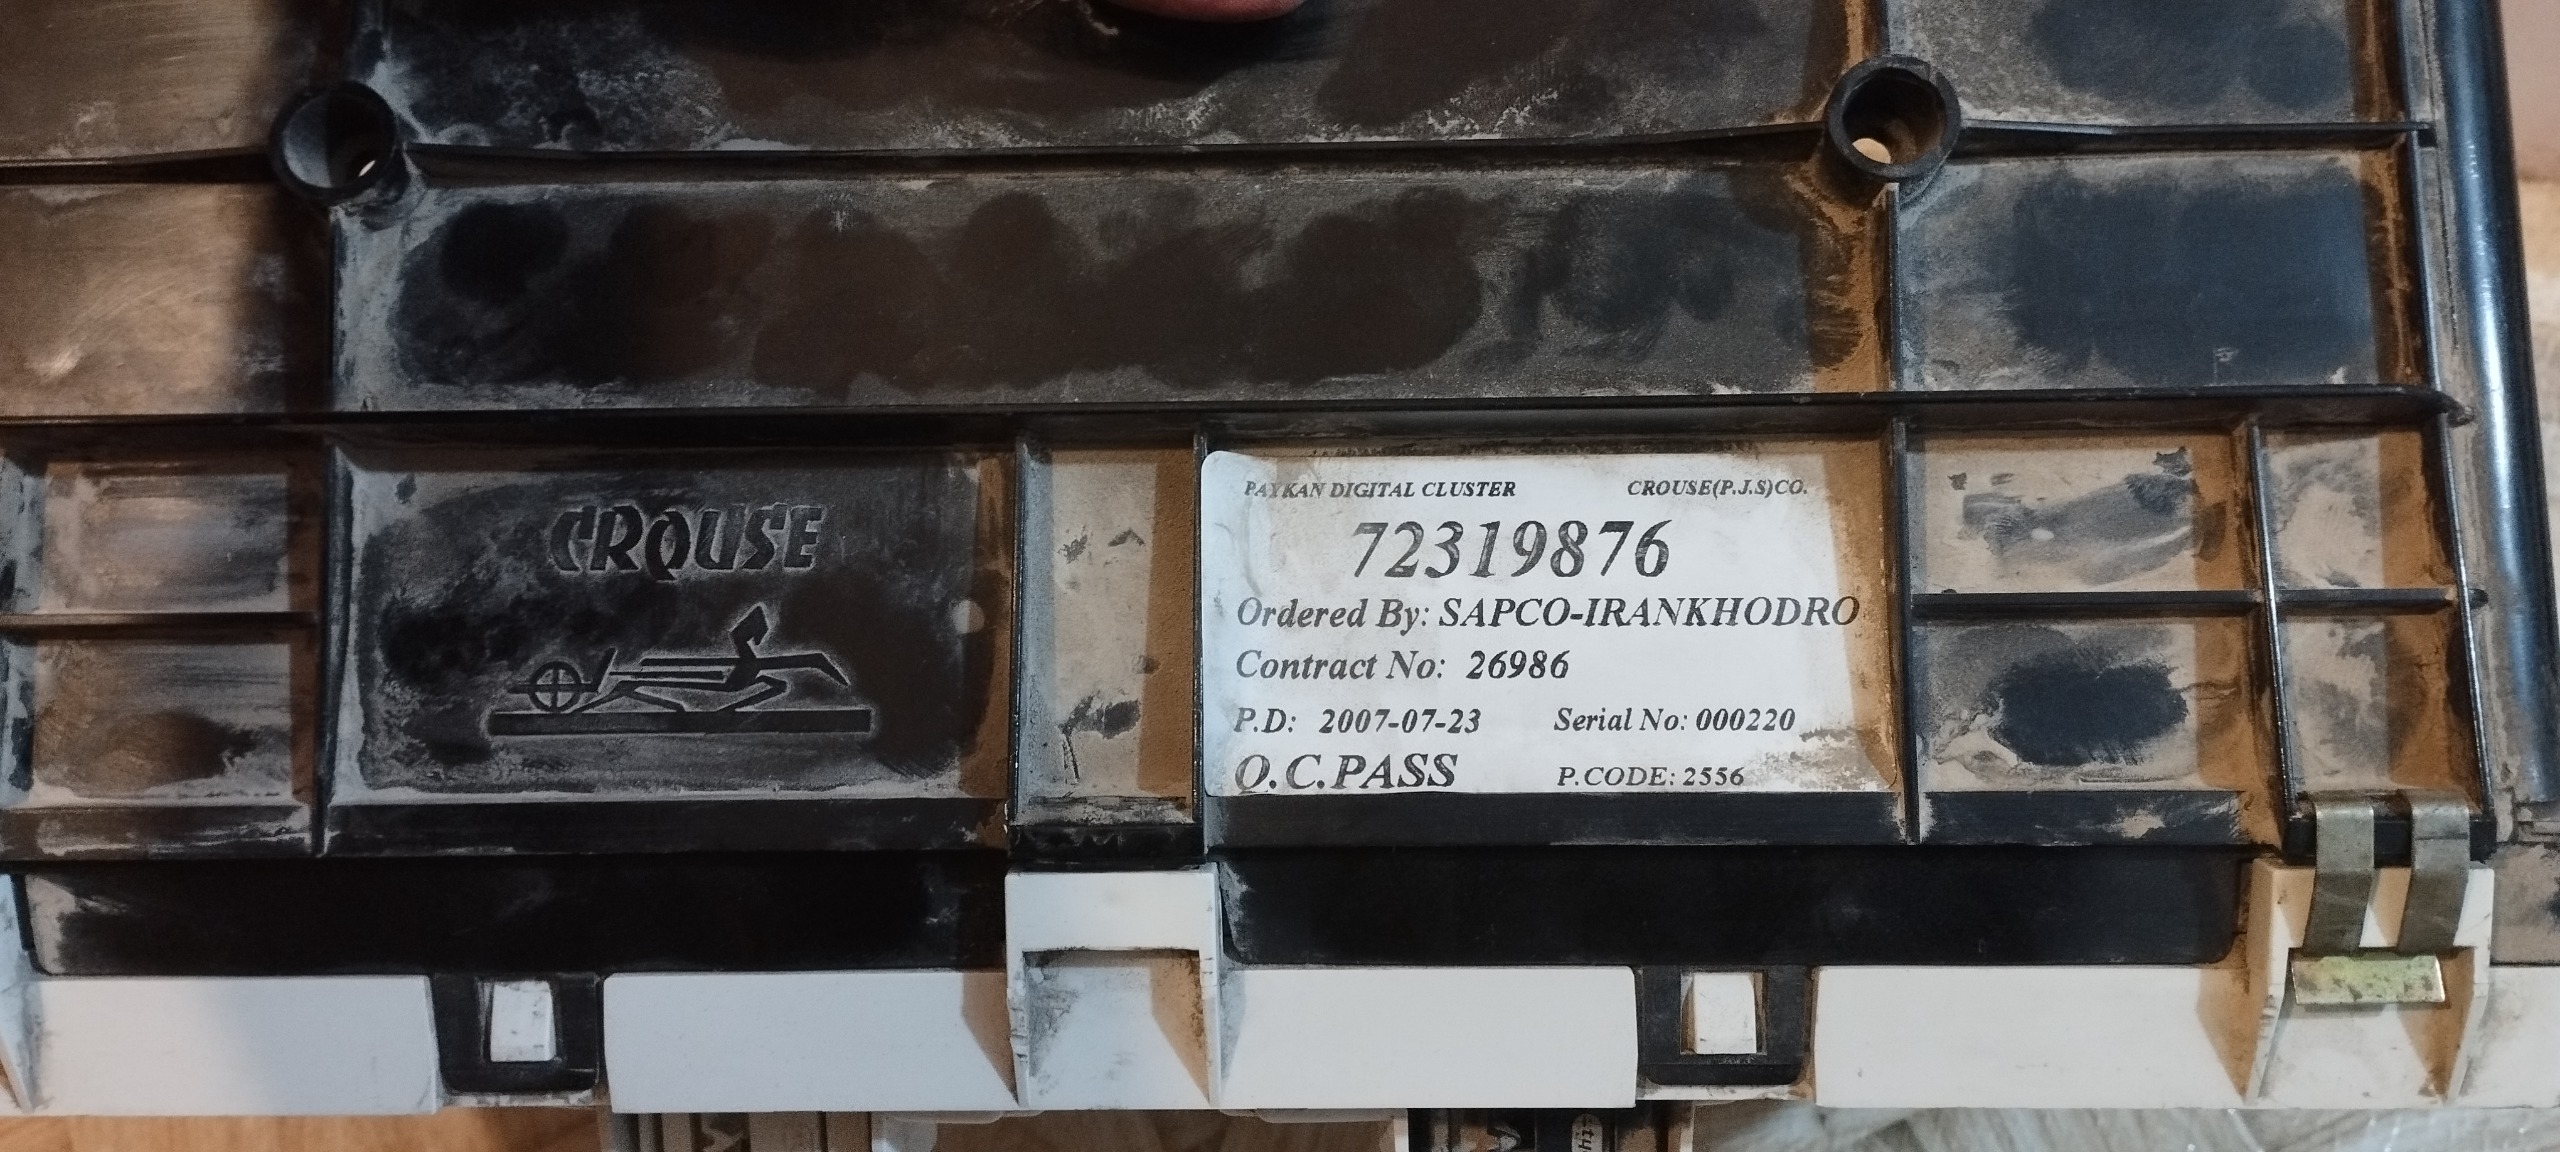 CROUSE
PAYKAN DIGITAL CLUSTER CROUSE(P.J.S)CO.
72319876
Ordered By: SAPCO-IRANKHODRO
Contract No: 26986
P.D: 2007-07-23 Serial No: 000220
Q.C.PASS P.CODE: 2556